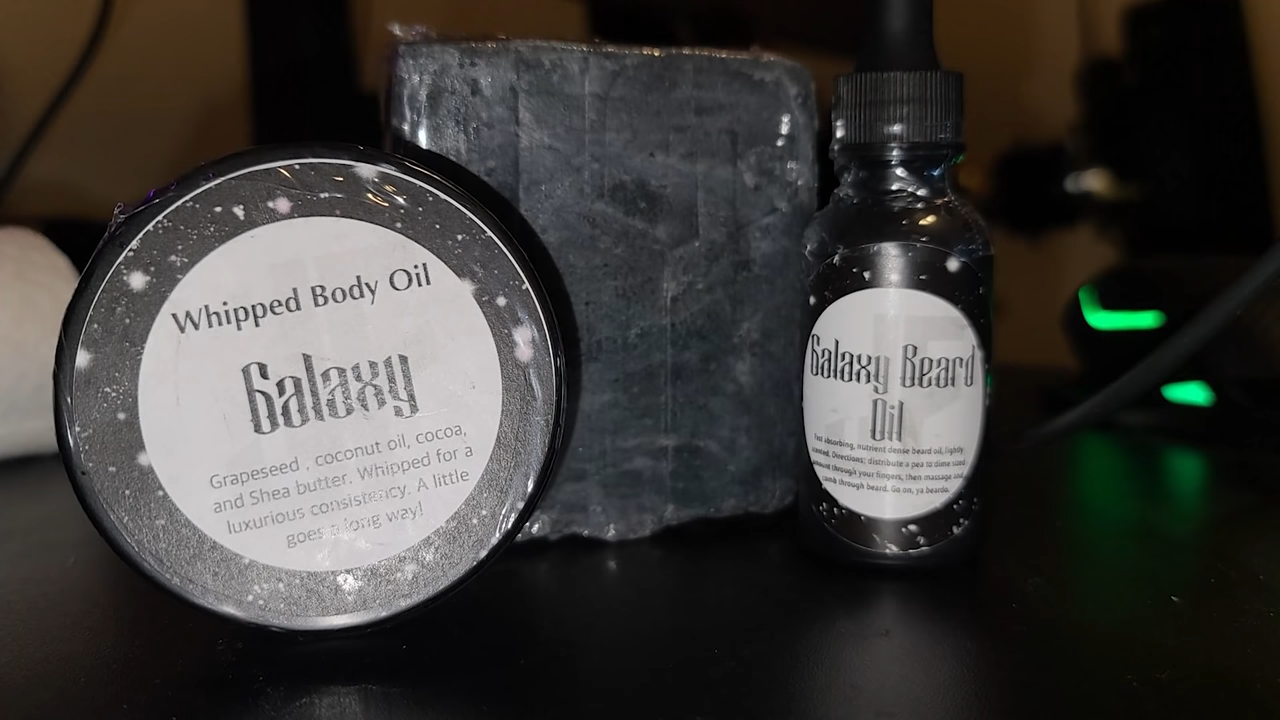 Whipped Body Oil
Galaxy
Grapeseed , coconut oil, cocoa,
and Shea butter. Whipped for a
luxurious consistency. A little
goes a long way!
Galaxy Beard
Oil
Fast absorbing, nutrient dense beard oil, lightly
scented. Directions: distribute a pea to dime sized
amount through your fingers, then massage and
comb through beard. Go on, ya beardo.